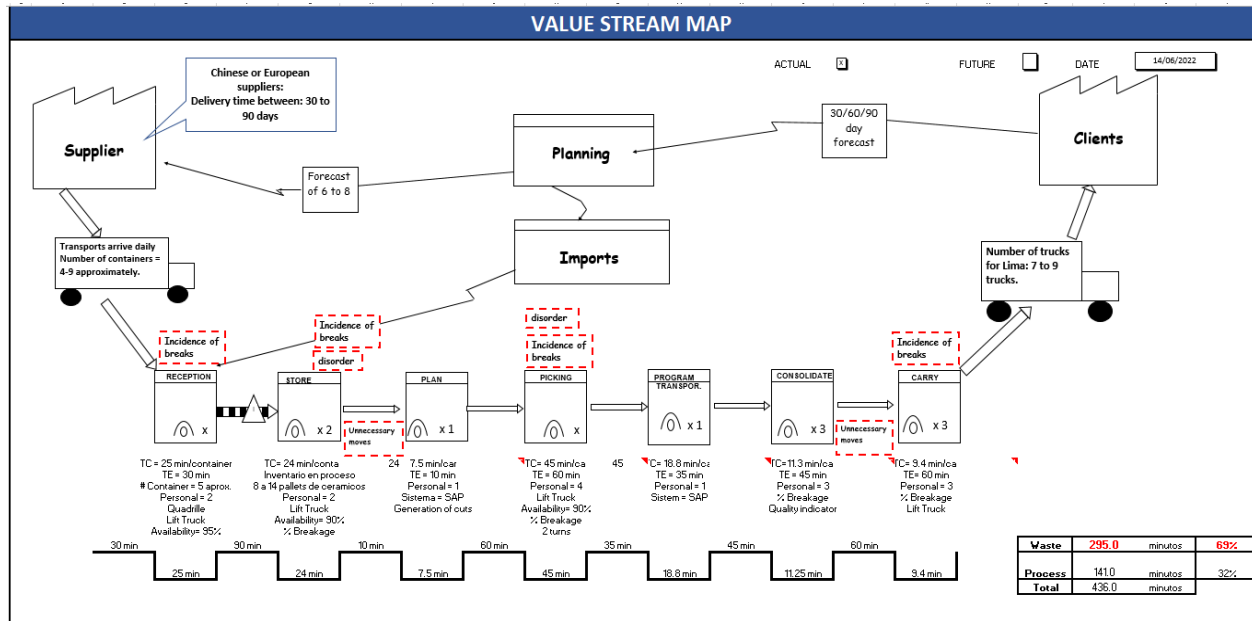 VALUE STREAM MAP
ACTUAL
X
FUTURE
DATE
14/06/2022
Chinese or European
suppliers:
Delivery time between: 30 to
90 days
Supplier
Forecast
of 6 to 8
Planning
30/60/90
day
forecast
Clients
Imports
Transports arrive daily
Number of containers =
4-9 approximately.
Number of trucks
for Lima: 7 to 9
trucks.
Incidence of
breaks
Incidence of
breaks
disorder
disorder
Incidence of
breaks
Incidence of
breaks
RECEPTION
x
STORE
x 2
Unnecessary
moves
PLAN
x 1
PICKING
x
PROGRAM
TRANSPOR.
x 1
CONSOLIDATE
x 3
Unnecessary
moves
CARRY
x 3
TC = 25 min/container
TE = 30 min
# Container = 5 aprox.
Personal = 2
Quadrille
Lift Truck
Availability= 95%
TC= 24 min/conta
Inventario en proceso
8 a 14 pallets de ceramicos
Personal = 2
Lift Truck
Availability= 90%
% Breakage
24
7.5 min/car
TE = 10 min
Personal = 1
Sistema = SAP
Generation of cuts
TC= 45 min/ca
TE = 60 min
Personal = 4
Lift Truck
Availability= 90%
% Breakage
2 turns
45
C= 18.8 min/ca
TE = 35 min
Personal = 1
Sistem = SAP
TC=11.3 min/ca
TE = 45 min
Personal = 3
% Breakage
Quality indicator
TC= 9.4 min/ca
TE = 60 min
Personal = 3
% Breakage
Lift Truck
30 min
90 min
10 min
60 min
35 min
45 min
60 min
25 min
24 min
7.5 min
45 min
18.8 min
11.25 min
9.4 min
Waste 295.0 minutos 69%
Process 141.0 minutos 32%
Total 436.0 minutos